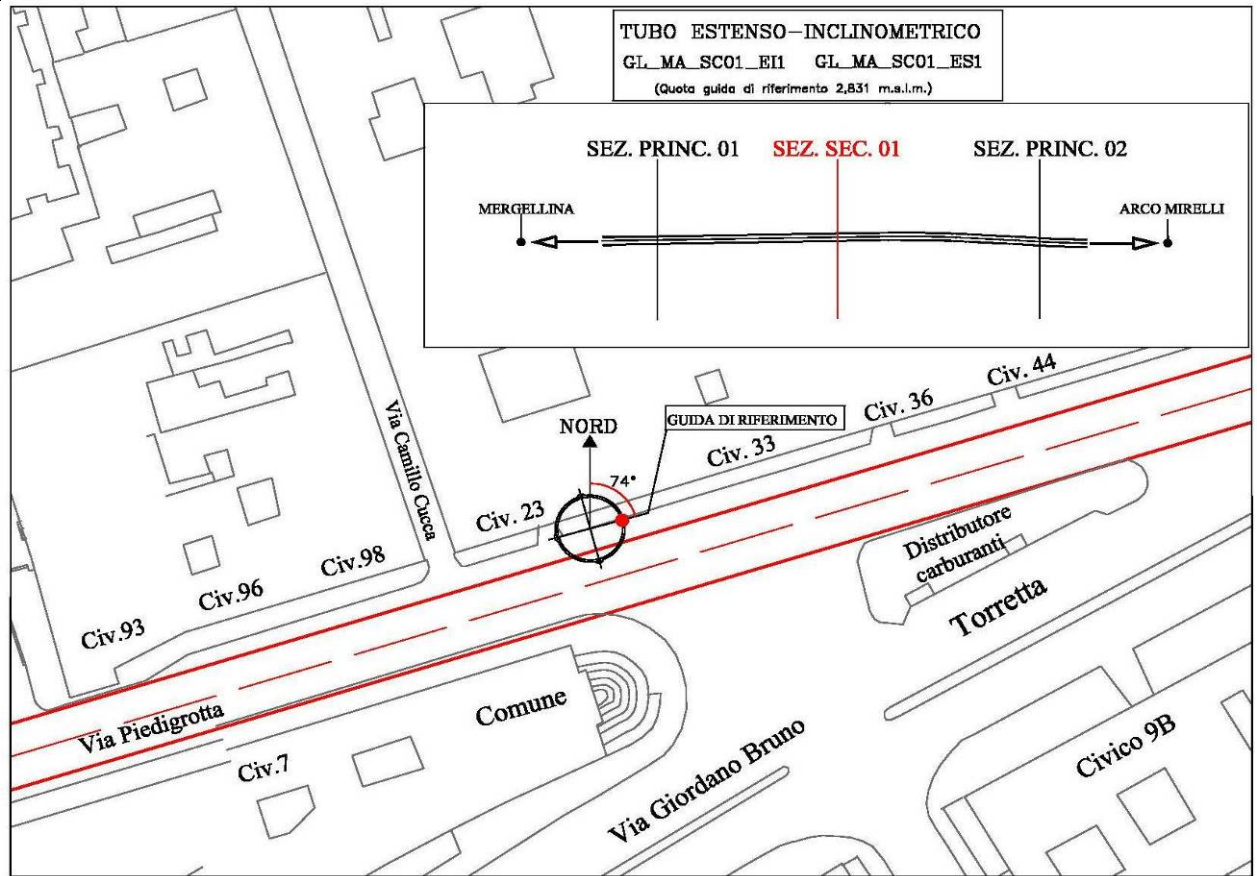 TUBO ESTENSO-INCLINOMETRICO
GL_MA_SC01_EI1 GL_MA_SC01_ES1
(Quota guida di riferimento 2,831 m.s.l.m.)
SEZ. PRINC. 01 SEZ. SEC. 01 SEZ. PRINC. 02
MERGELLINA ARCO MIRELLI
Civ. 44
Civ. 36
GUIDA DI RIFERIMENTO
NORD
Via Camillo Cucca
Civ. 33
74°
Civ. 23
Distributore
carburanti
Civ.98
Civ.96
Torretta
Civ.93
Comune
Via Piedigrotta
Civico 9B
Civ.7
Via Giordano Bruno